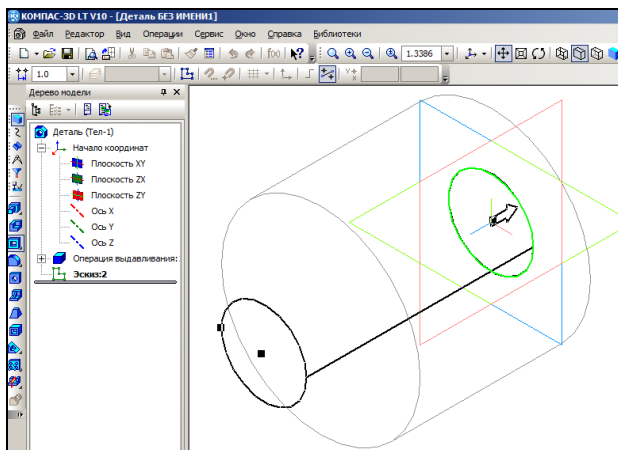 КОМПАС-3D LT V10 - [Деталь БЕЗ ИМЕНИ1]
Файл Редактор Вид Операции Сервис Окно Справка Библиотеки
f(x) 1.3386
1.0
Дерево модели
Деталь (Тел-1)
Начало координат
Плоскость XY
Плоскость ZX
Плоскость ZY
Ось X
Ось Y
Ось Z
Операция выдавливания:
Эскиз:2